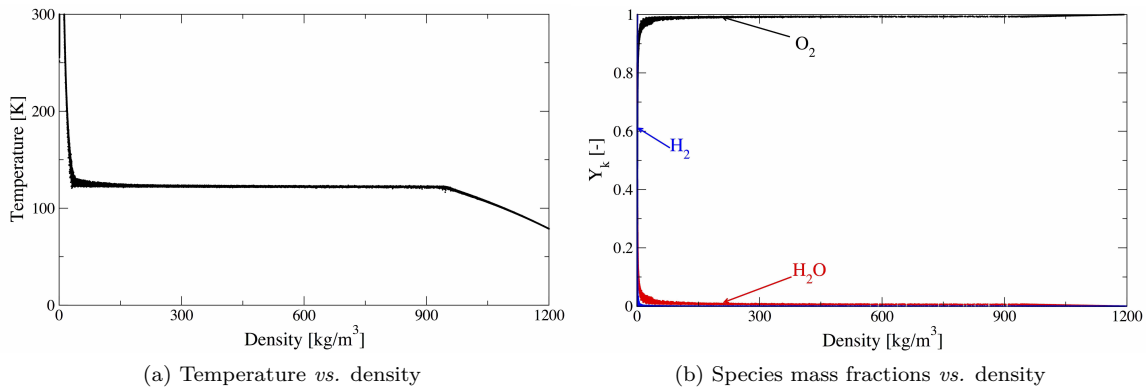 300
200
100
0
Temperature [K]
0 300 600 900 1200
Density [kg/m³]
(a) Temperature vs. density
1
0.8
0.6
0.4
0.2
0
Y_k [-]
O₂
H₂
H₂O
0 300 600 900 1200
Density [kg/m³]
(b) Species mass fractions vs. density